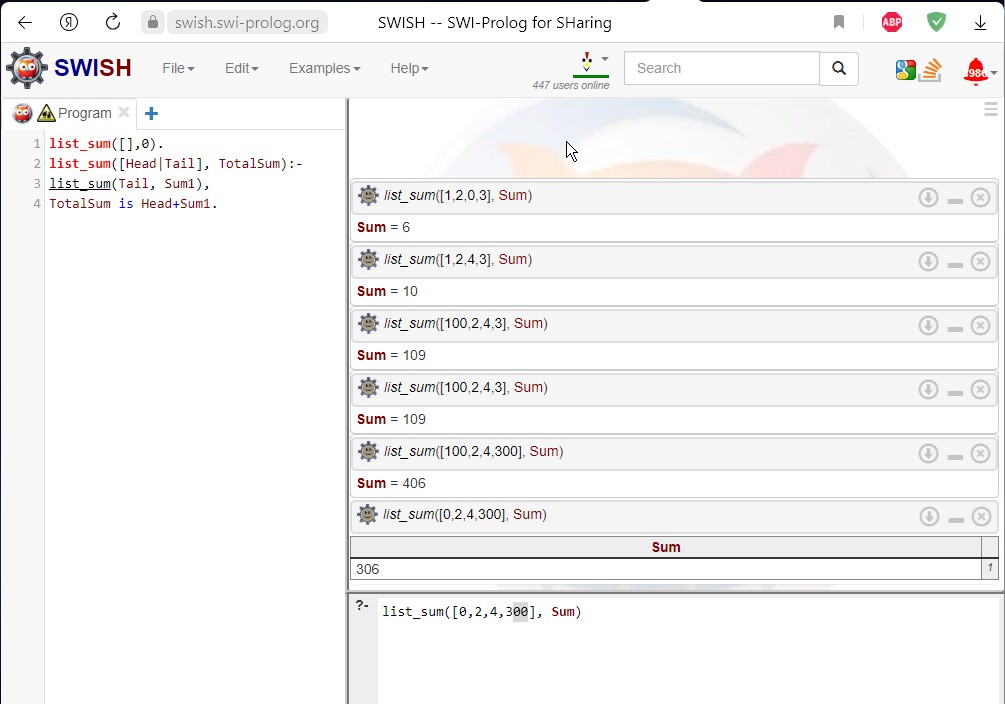 swish.swi-prolog.org SWISH -- SWI-Prolog for SHaring ABP
SWISH File Edit Examples Help 447 users online Search
Program
1 list_sum([],0).
2 list_sum([Head|Tail], TotalSum):-
3 list_sum(Tail, Sum1),
4 TotalSum is Head+Sum1.
list_sum([1,2,0,3], Sum)
Sum = 6
list_sum([1,2,4,3], Sum)
Sum = 10
list_sum([100,2,4,3], Sum)
Sum = 109
list_sum([100,2,4,3], Sum)
Sum = 109
list_sum([100,2,4,300], Sum)
Sum = 406
list_sum([0,2,4,300], Sum)
Sum
306 1
?- list_sum([0,2,4,300], Sum)